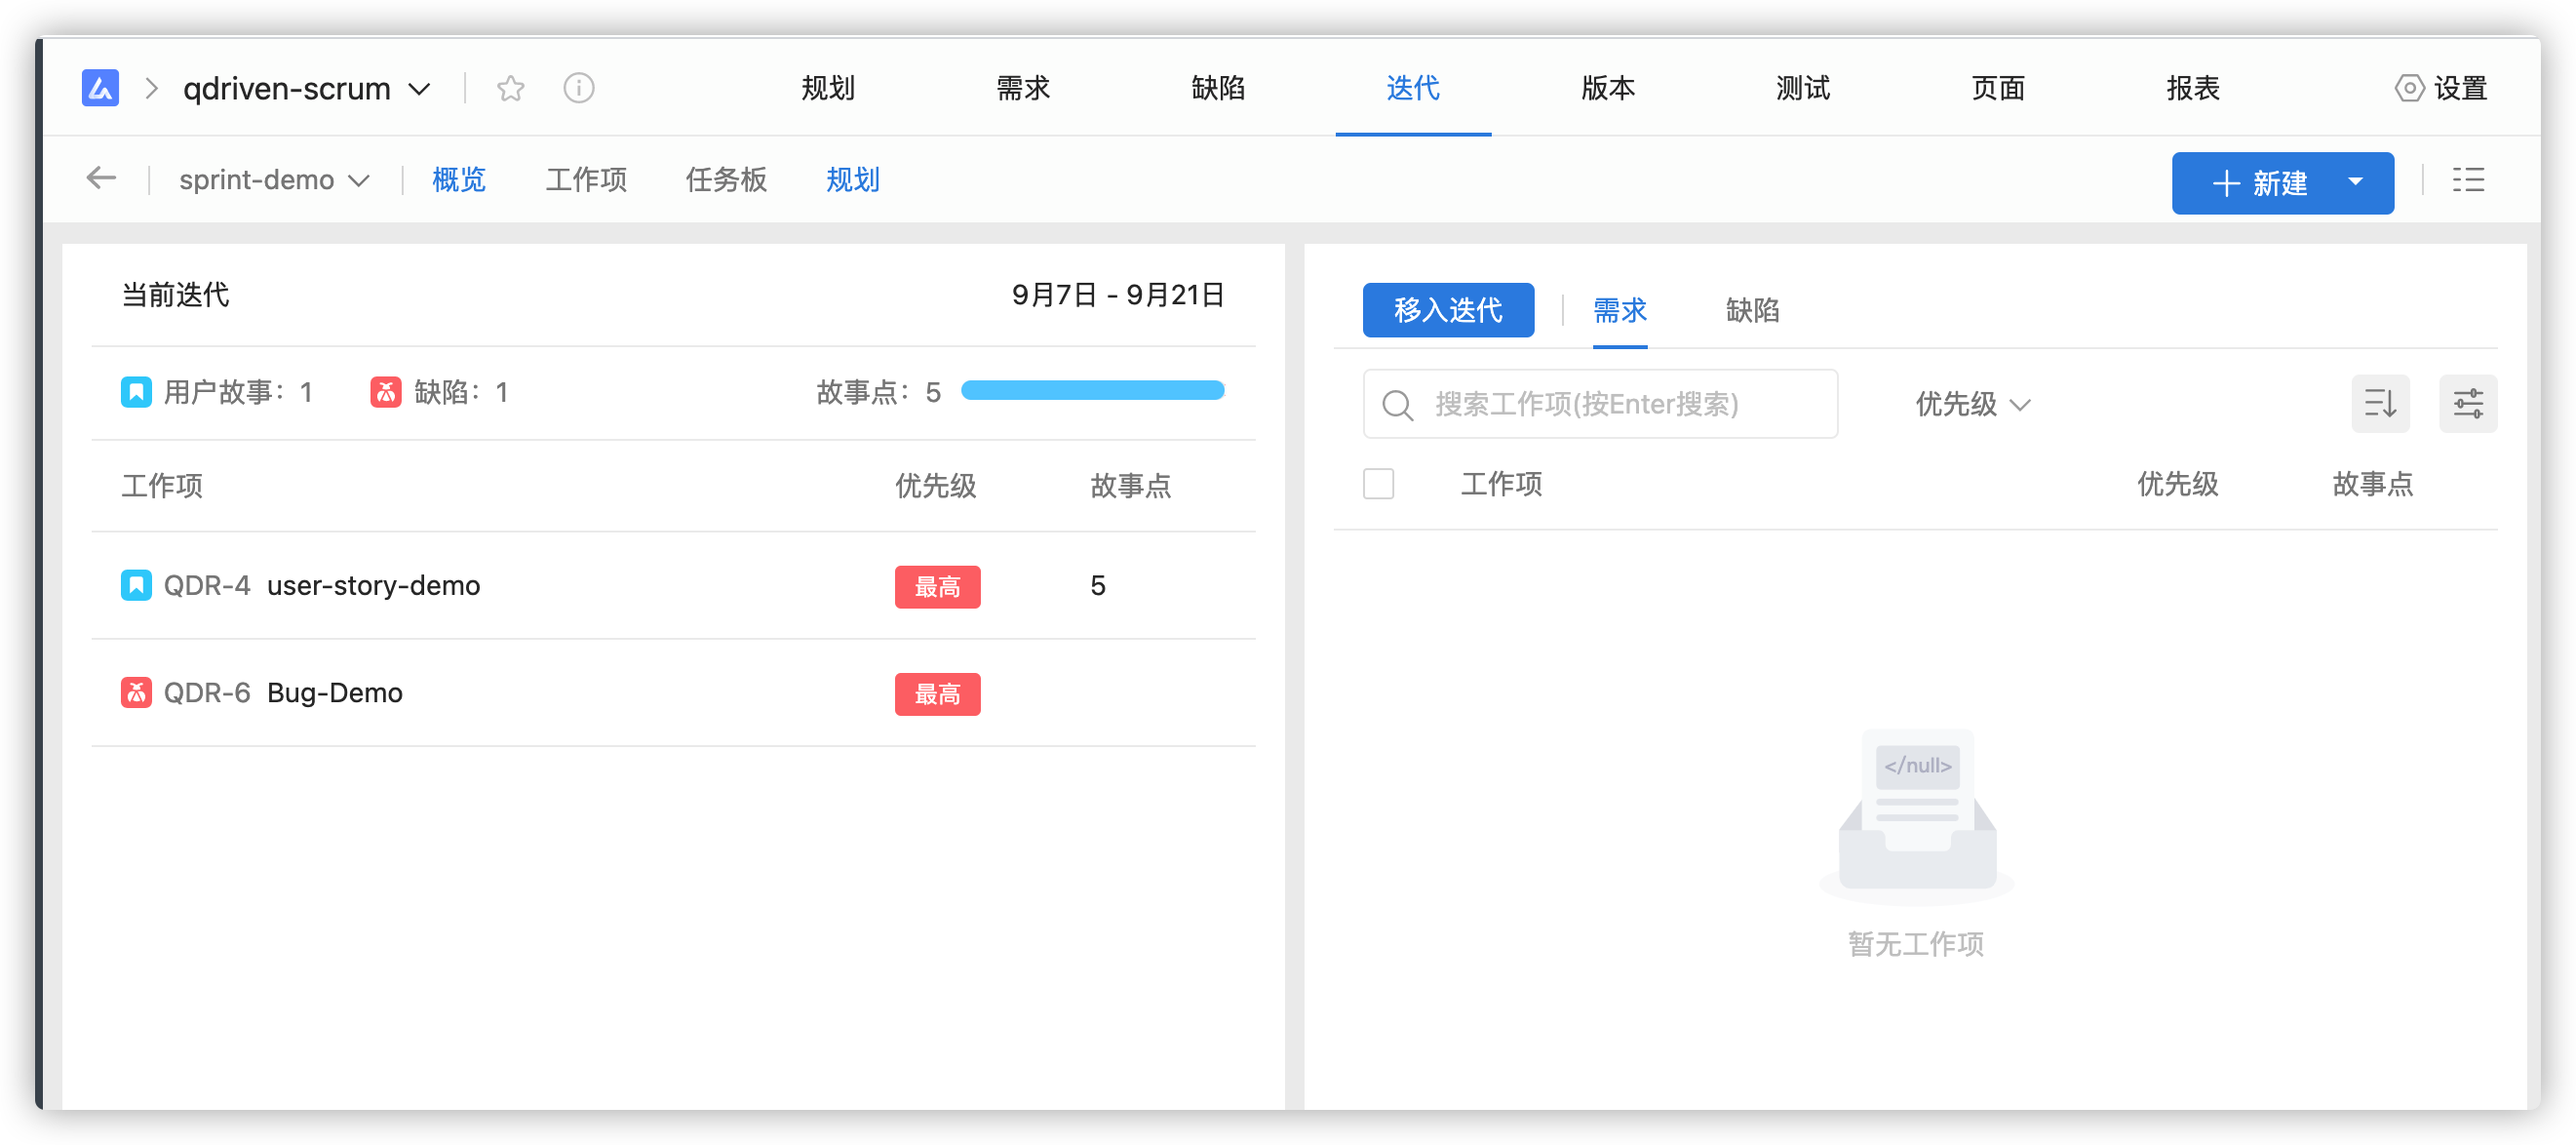 qdriven-scrum 规划 需求 缺陷 迭代 版本 测试 页面 报表 设置
sprint-demo 概览 工作项 任务板 规划 新建
当前迭代 9月7日 - 9月21日
用户故事：1 缺陷：1 故事点：5
工作项 优先级 故事点
QDR-4 user-story-demo 最高 5
QDR-6 Bug-Demo 最高
移入迭代 需求 缺陷
搜索工作项(按Enter搜索) 优先级
工作项 优先级 故事点
</null>
暂无工作项